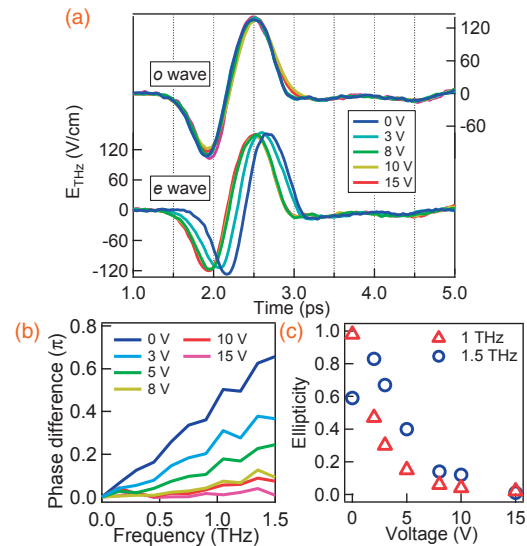 (a)
o wave
e wave
E_THz (V/cm)
120
60
0
-60
120
60
0
-60
-120
0 V
3 V
8 V
10 V
15 V
1.0
2.0
3.0
4.0
5.0
Time (ps)
(b)
Phase difference (π)
0.8
0.6
0.4
0.2
0.0
0 V
3 V
5 V
8 V
10 V
15 V
0.0
0.5
1.0
1.5
Frequency (THz)
(c)
Ellipticity
1.0
0.8
0.6
0.4
0.2
0.0
1 THz
1.5 THz
0
5
10
15
Voltage (V)